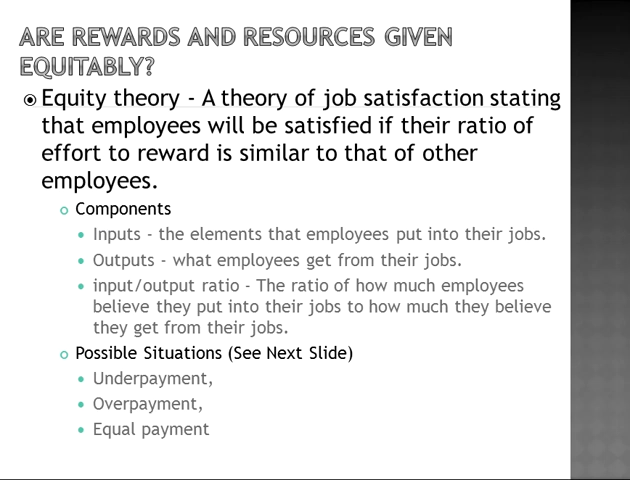 ARE REWARDS AND RESOURCES GIVEN
EQUITABLY?
Equity theory - A theory of job satisfaction stating
that employees will be satisfied if their ratio of
effort to reward is similar to that of other
employees.
Components
Inputs - the elements that employees put into their jobs.
Outputs - what employees get from their jobs.
input/output ratio - The ratio of how much employees
believe they put into their jobs to how much they believe
they get from their jobs.
Possible Situations (See Next Slide)
Underpayment,
Overpayment,
Equal payment